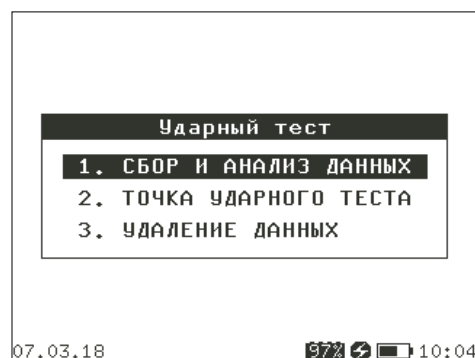 Ударный тест
1. СБОР И АНАЛИЗ ДАННЫХ
2. ТОЧКА УДАРНОГО ТЕСТА
3. УДАЛЕНИЕ ДАННЫХ
07.03.18 97% 10:04